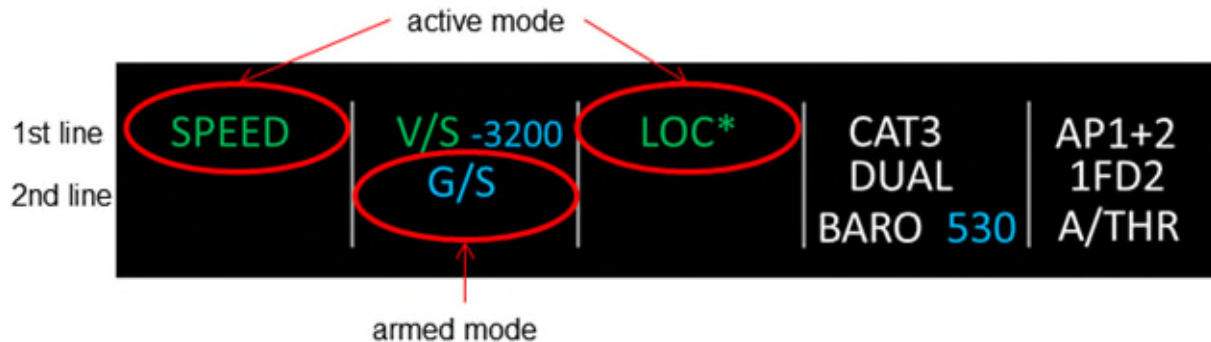 active mode
1st line SPEED V/S -3200 LOC* CAT3 AP1+2
2nd line G/S DUAL 1FD2
BARO 530 A/THR
armed mode